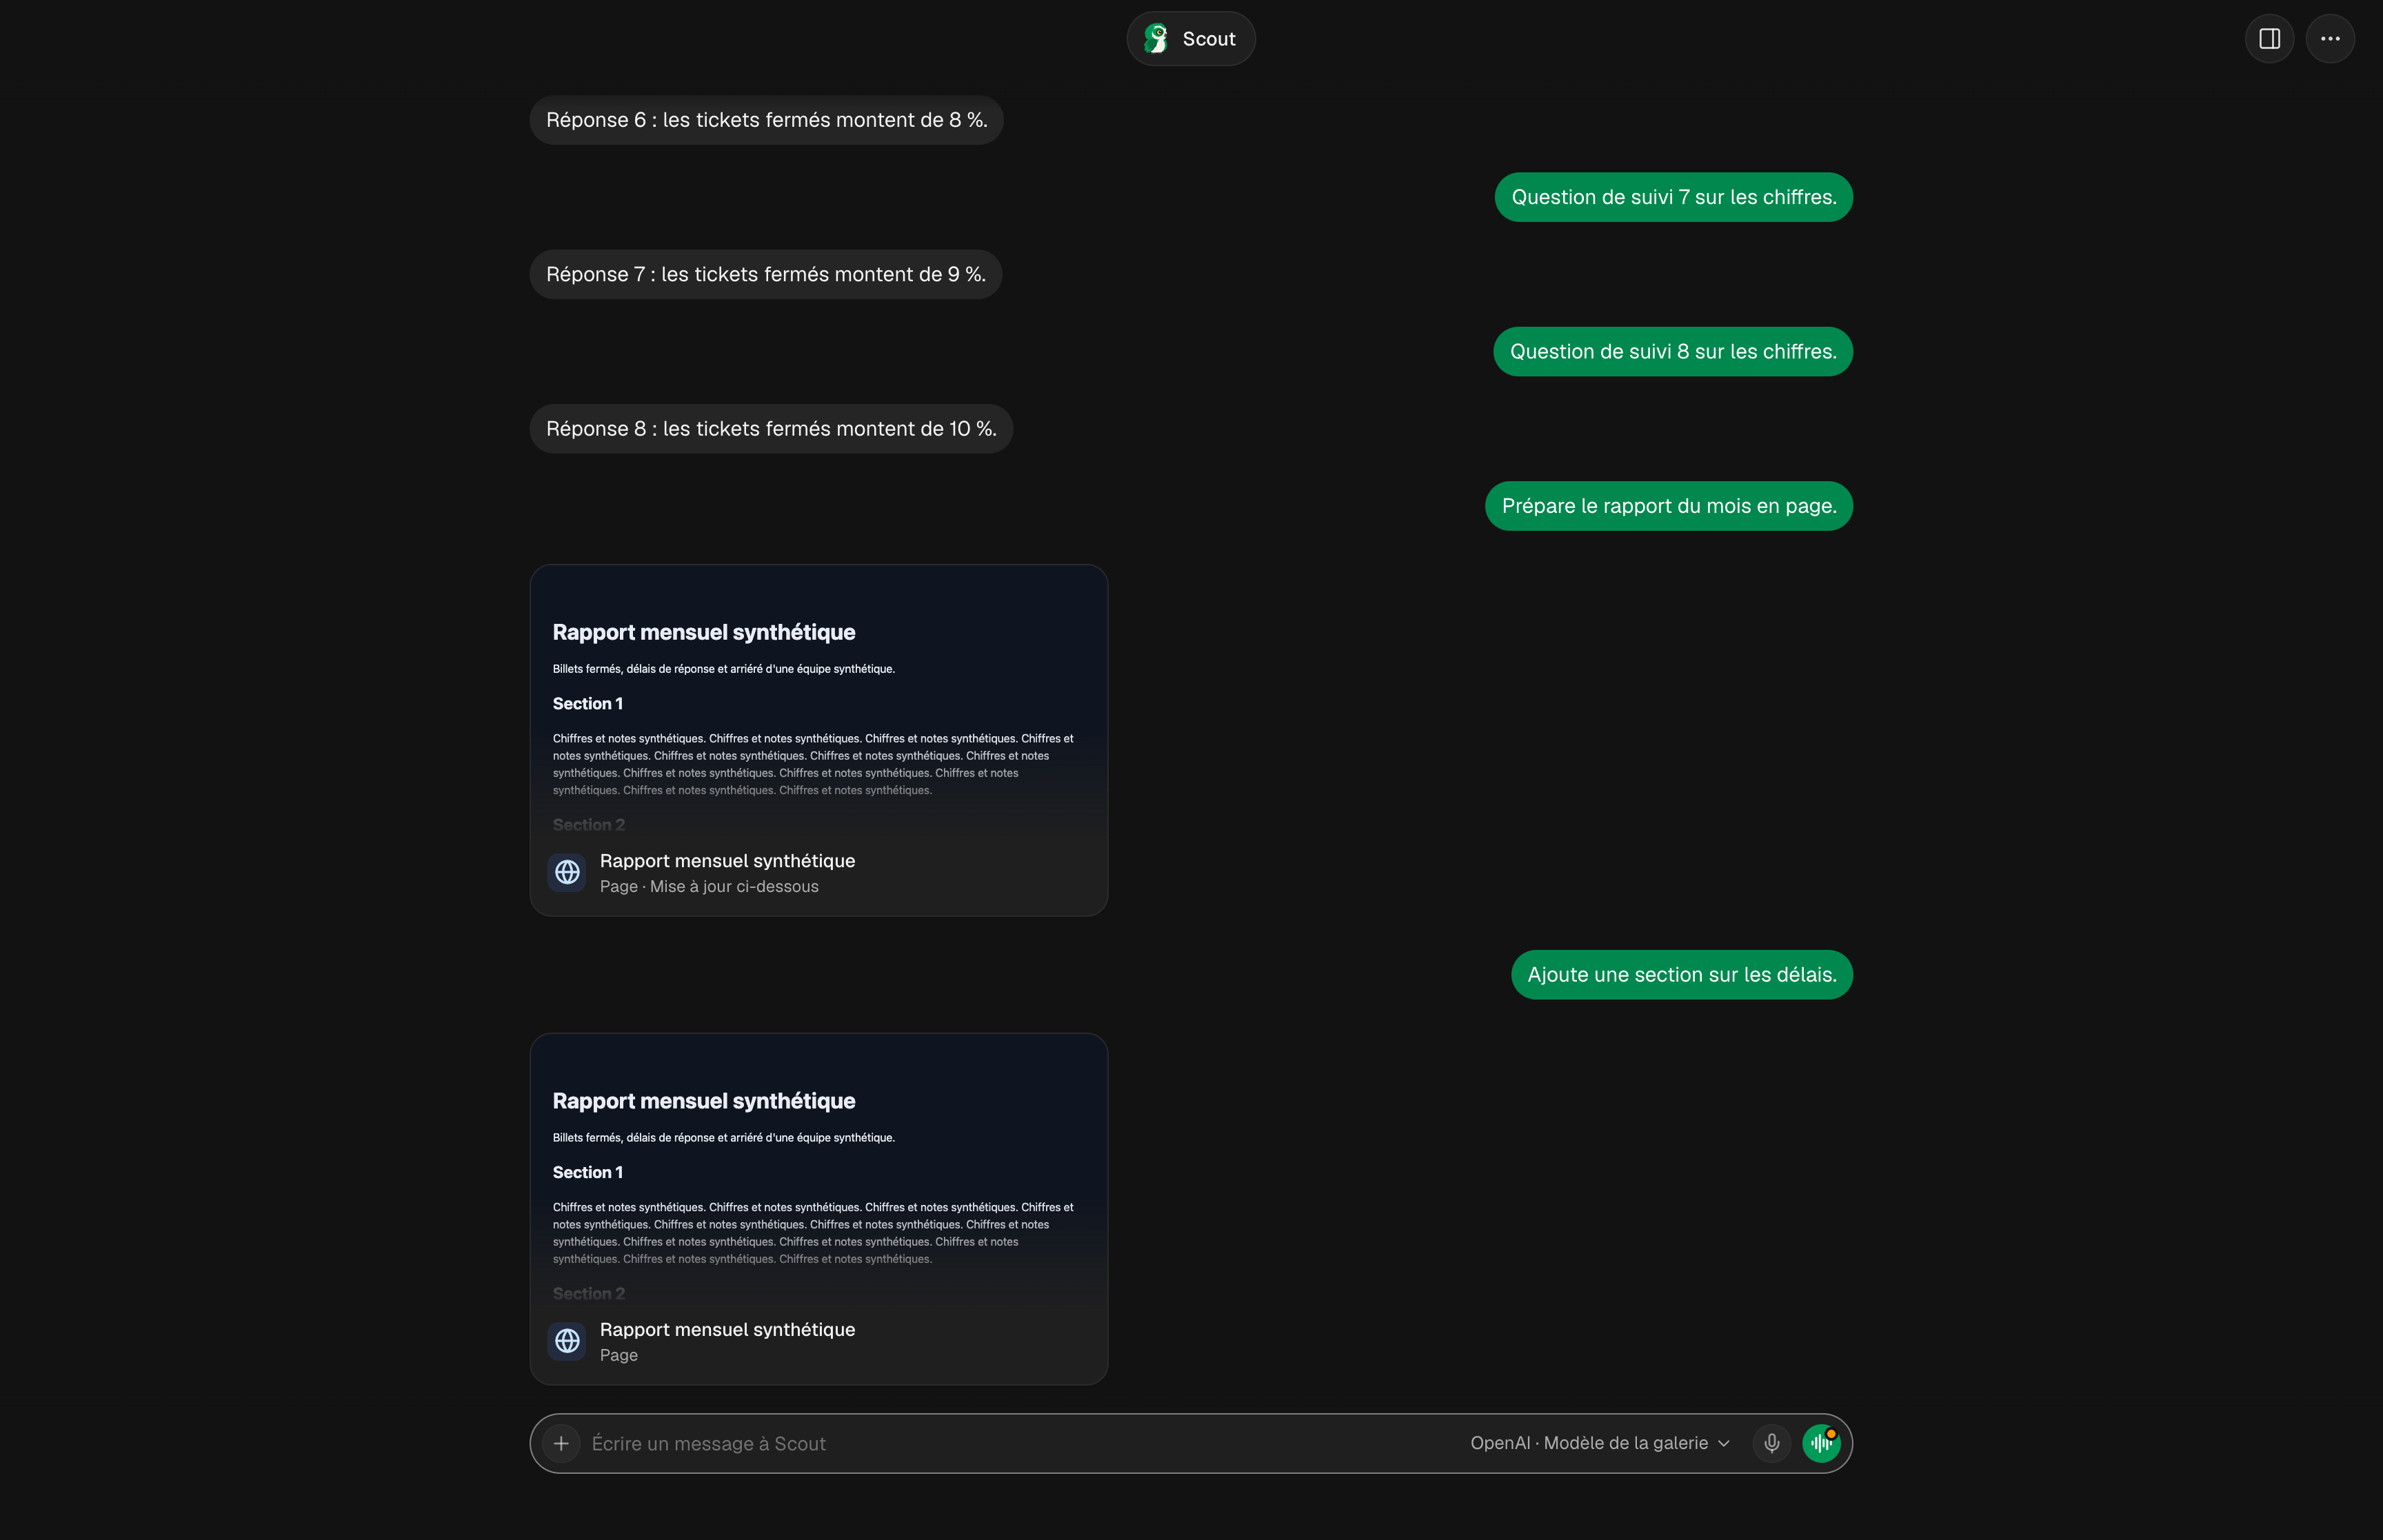 Scout
Réponse 6 : les tickets fermés montent de 8 %.
Question de suivi 7 sur les chiffres.
Réponse 7 : les tickets fermés montent de 9 %.
Question de suivi 8 sur les chiffres.
Réponse 8 : les tickets fermés montent de 10 %.
Prépare le rapport du mois en page.
Rapport mensuel synthétique
Billets fermés, délais de réponse et arriéré d'une équipe synthétique.
Section 1
Chiffres et notes synthétiques. Chiffres et notes synthétiques. Chiffres et notes synthétiques. Chiffres et
notes synthétiques. Chiffres et notes synthétiques. Chiffres et notes synthétiques. Chiffres et notes
synthétiques. Chiffres et notes synthétiques. Chiffres et notes synthétiques. Chiffres et notes
synthétiques. Chiffres et notes synthétiques. Chiffres et notes synthétiques.
Section 2
Rapport mensuel synthétique
Page · Mise à jour ci-dessous
Ajoute une section sur les délais.
Rapport mensuel synthétique
Billets fermés, délais de réponse et arriéré d'une équipe synthétique.
Section 1
Chiffres et notes synthétiques. Chiffres et notes synthétiques. Chiffres et notes synthétiques. Chiffres et
notes synthétiques. Chiffres et notes synthétiques. Chiffres et notes synthétiques. Chiffres et notes
synthétiques. Chiffres et notes synthétiques. Chiffres et notes synthétiques. Chiffres et notes
synthétiques. Chiffres et notes synthétiques. Chiffres et notes synthétiques.
Section 2
Rapport mensuel synthétique
Page
Écrire un message à Scout
OpenAI · Modèle de la galerie